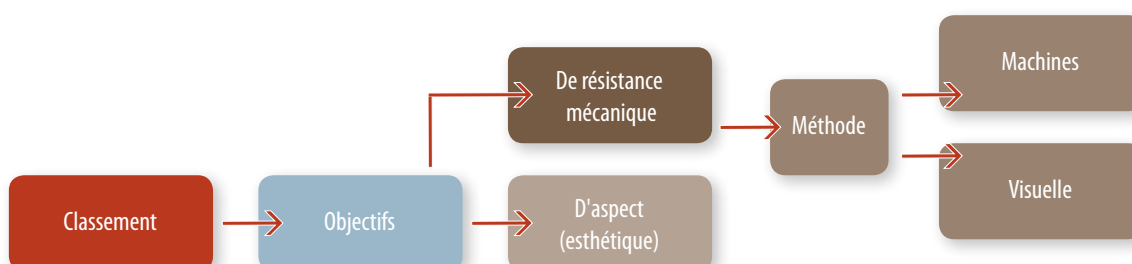 Classement
Objectifs
De résistance
mécanique
D'aspect
(esthétique)
Méthode
Machines
Visuelle